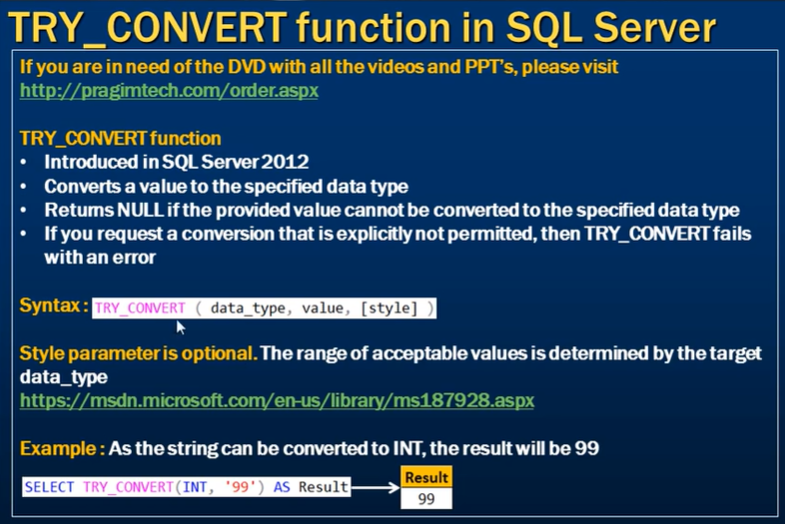 TRY_CONVERT function in SQL Server
If you are in need of the DVD with all the videos and PPT's, please visit
http://pragimtech.com/order.aspx
TRY_CONVERT function
• Introduced in SQL Server 2012
• Converts a value to the specified data type
• Returns NULL if the provided value cannot be converted to the specified data type
• If you request a conversion that is explicitly not permitted, then TRY_CONVERT fails
with an error
Syntax : TRY_CONVERT ( data_type, value, [style] )
Style parameter is optional. The range of acceptable values is determined by the target
data_type
https://msdn.microsoft.com/en-us/library/ms187928.aspx
Example : As the string can be converted to INT, the result will be 99
SELECT TRY_CONVERT(INT, '99') AS Result
Result
99